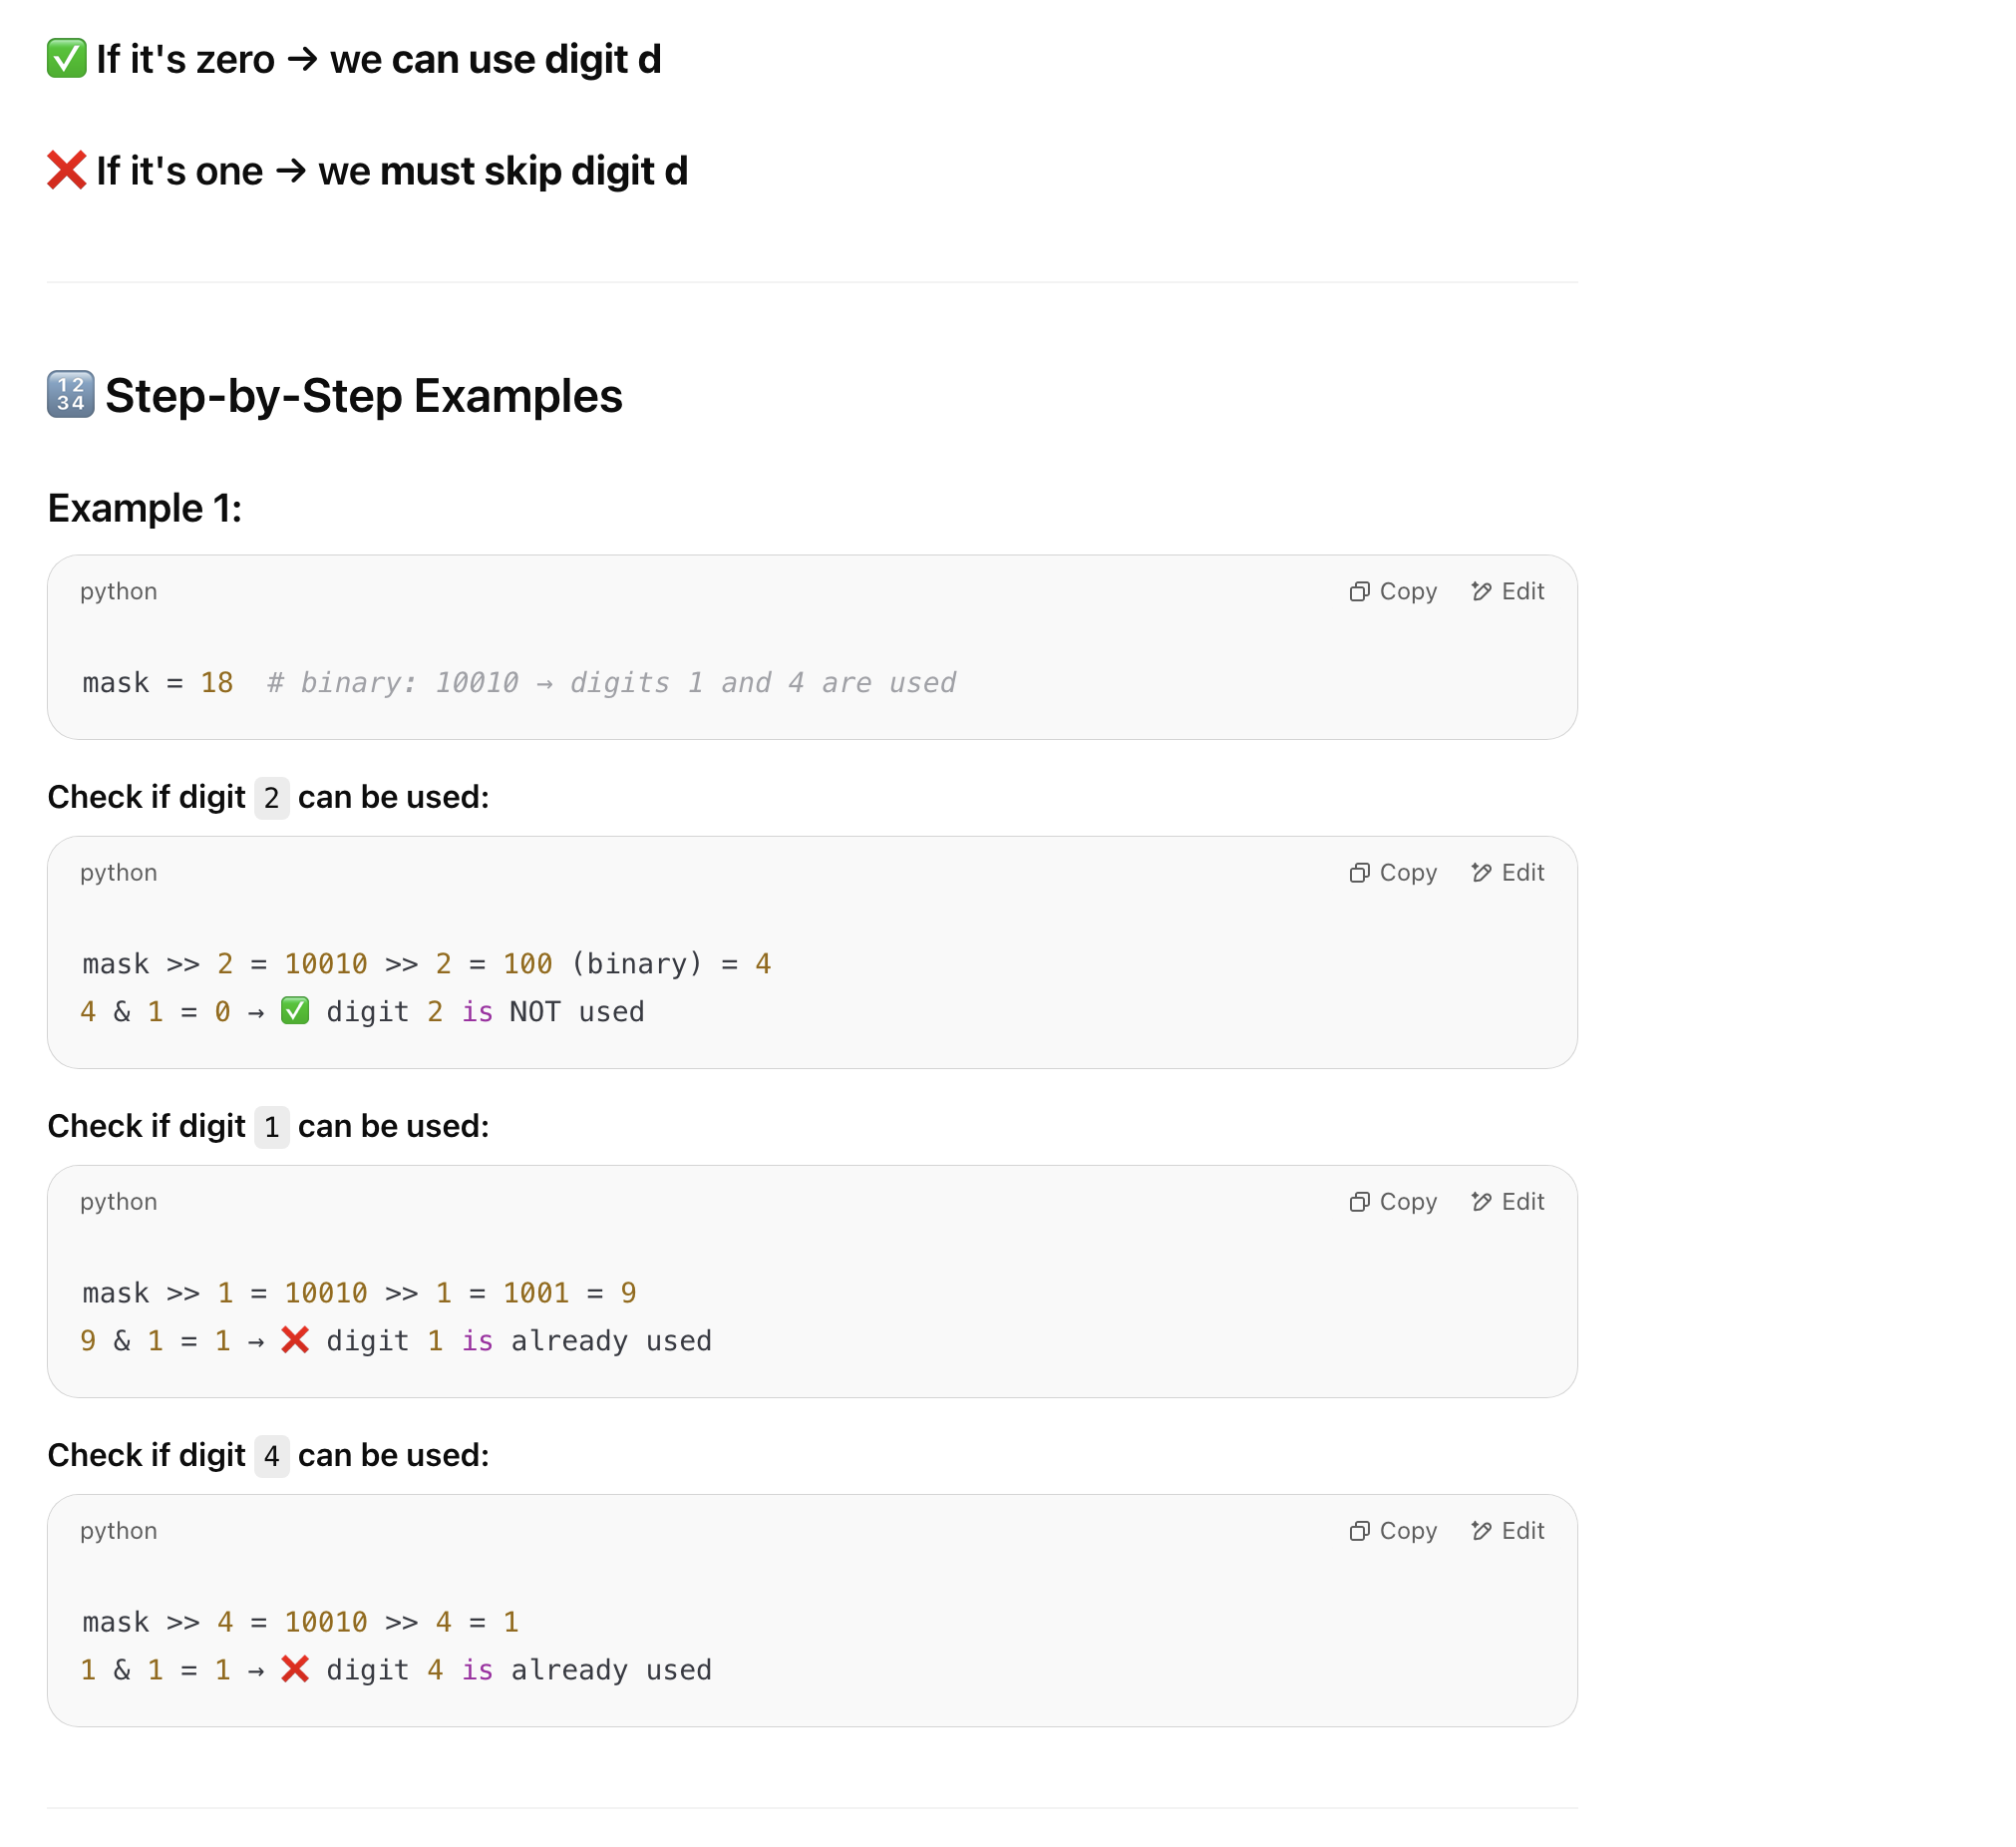 ✅ If it's zero → we can use digit d
❌ If it's one → we must skip digit d
🔢 Step-by-Step Examples
Example 1:
python Copy Edit
mask = 18  # binary: 10010 → digits 1 and 4 are used
Check if digit 2 can be used:
python Copy Edit
mask >> 2 = 10010 >> 2 = 100 (binary) = 4
4 & 1 = 0 → ✅ digit 2 is NOT used
Check if digit 1 can be used:
python Copy Edit
mask >> 1 = 10010 >> 1 = 1001 = 9
9 & 1 = 1 → ❌ digit 1 is already used
Check if digit 4 can be used:
python Copy Edit
mask >> 4 = 10010 >> 4 = 1
1 & 1 = 1 → ❌ digit 4 is already used